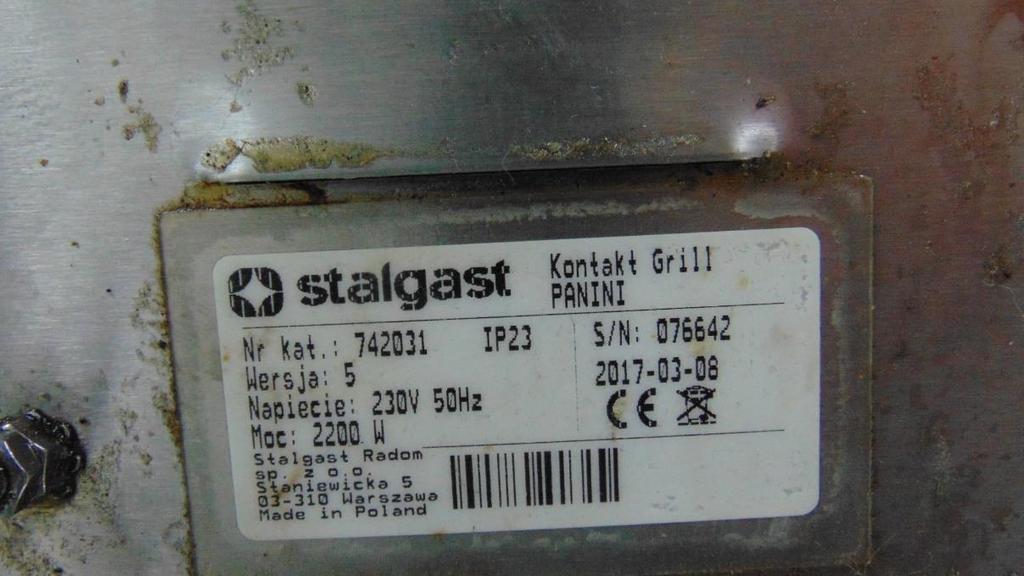 stalgast
Kontakt Grill
PANINI
Nr kat.: 742031 IP23
Wersja: 5
Napiecie: 230V 50Hz
Moc: 2200 W
S/N: 076642
2017-03-08
CE
Stalgast Radom
sp. z o.o.
Staniewicka 5
03-310 Warszawa
Made in Poland